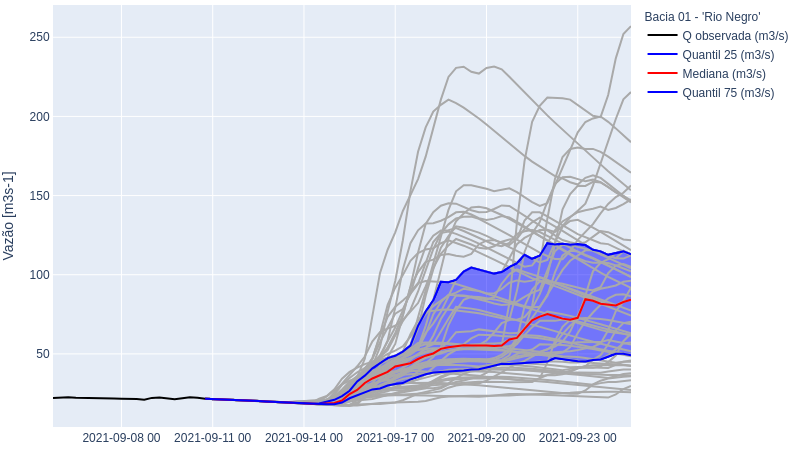 Bacia 01 - 'Rio Negro'
Q observada (m3/s)
Quantil 25 (m3/s)
Mediana (m3/s)
Quantil 75 (m3/s)
Vazão [m3s-1]
250
200
150
100
50
2021-09-08 00
2021-09-11 00
2021-09-14 00
2021-09-17 00
2021-09-20 00
2021-09-23 00